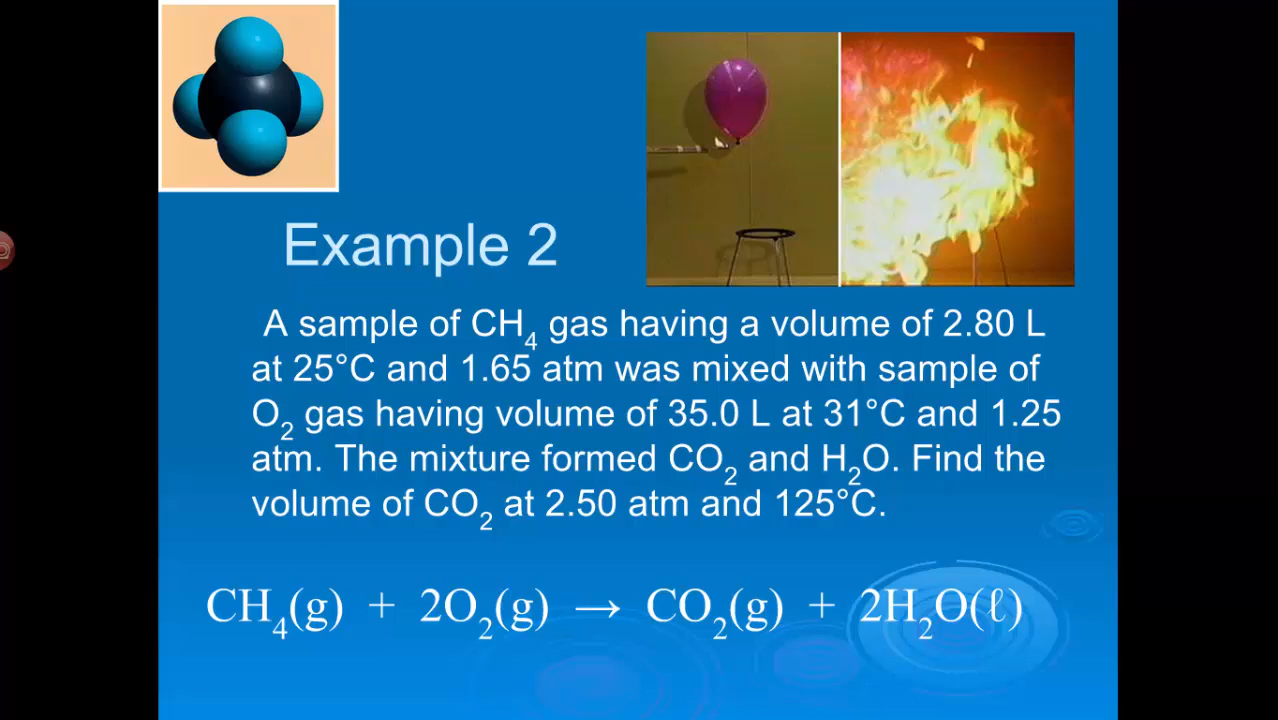 Example 2
A sample of CH₄ gas having a volume of 2.80 L
at 25°C and 1.65 atm was mixed with sample of
O₂ gas having volume of 35.0 L at 31°C and 1.25
atm. The mixture formed CO₂ and H₂O. Find the
volume of CO₂ at 2.50 atm and 125°C.
CH₄(g) + 2O₂(g) → CO₂(g) + 2H₂O(ℓ)